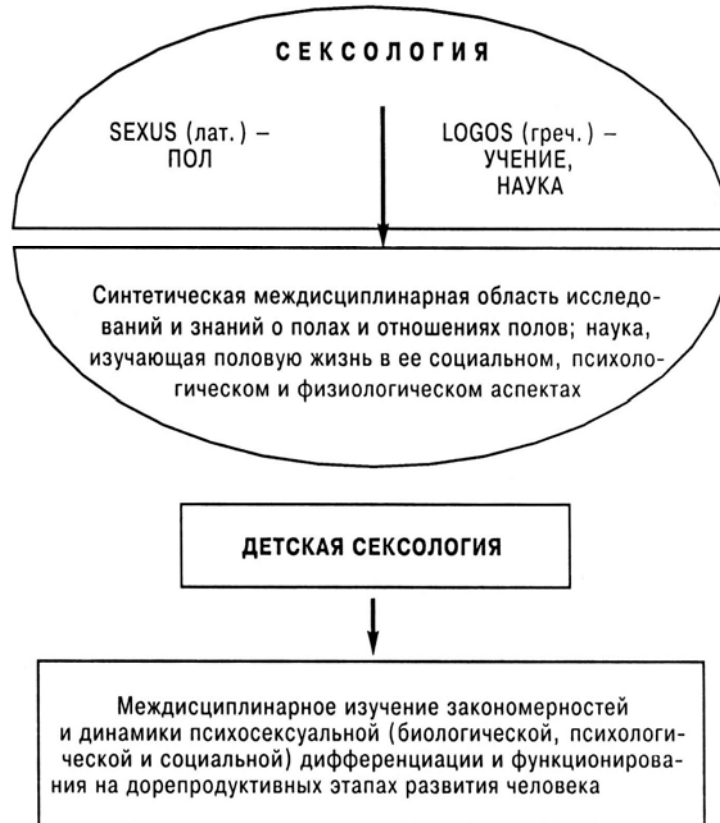 СЕКСОЛОГИЯ
SEXUS (лат.) –
ПОЛ
LOGOS (греч.) –
УЧЕНИЕ,
НАУКА
Синтетическая междисциплинарная область исследо-
ваний и знаний о полах и отношениях полов; наука,
изучающая половую жизнь в ее социальном, психоло-
гическом и физиологическом аспектах
ДЕТСКАЯ СЕКСОЛОГИЯ
Междисциплинарное изучение закономерностей
и динамики психосексуальной (биологической, психологи-
ческой и социальной) дифференциации и функционирова-
ния на дорепродуктивных этапах развития человека